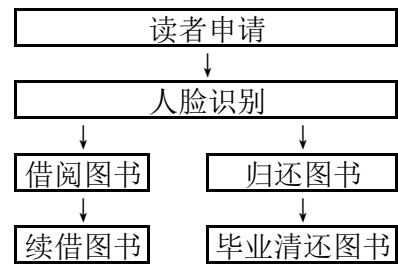 读者申请
人脸识别
借阅图书 归还图书
续借图书 毕业清还图书